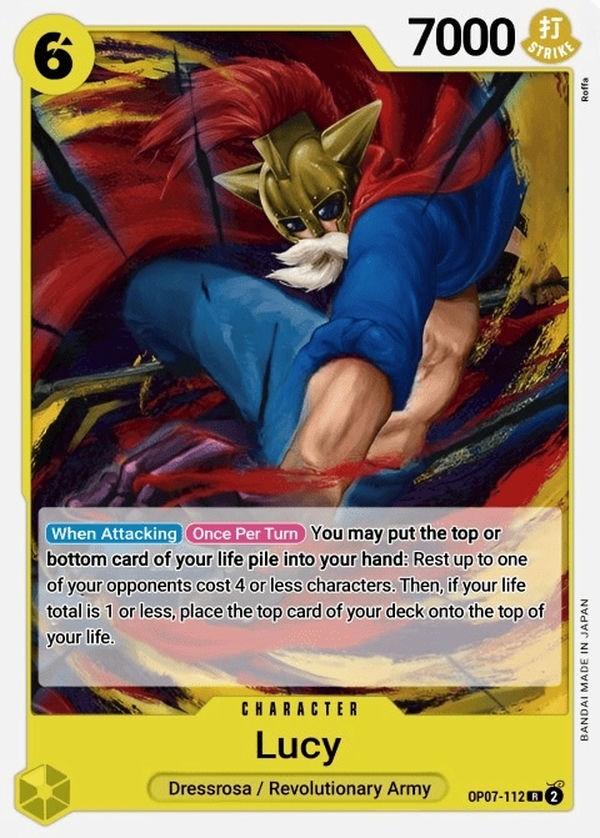 6
7000
打
STRIKE
Roffa
When Attacking Once Per Turn You may put the top or
bottom card of your life pile into your hand: Rest up to one
of your opponents cost 4 or less characters. Then, if your life
total is 1 or less, place the top card of your deck onto the top of
your life.
BANDAI MADE IN JAPAN
CHARACTER
Lucy
Dressrosa / Revolutionary Army
OP07-112 R 2